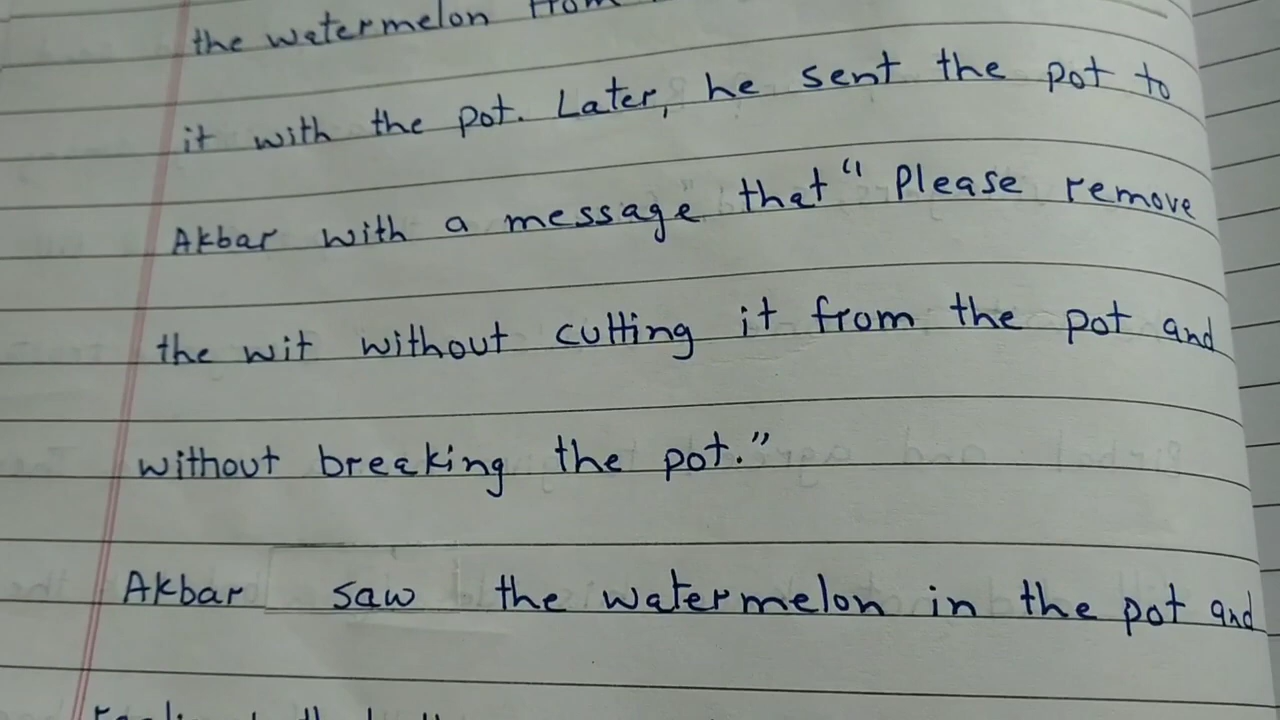 the watermelon from
it with the pot. Later, he sent the pot to
Akbar with a message that "Please remove
the wit without cutting it from the pot and
without breaking the pot."
Akbar saw the watermelon in the pot and